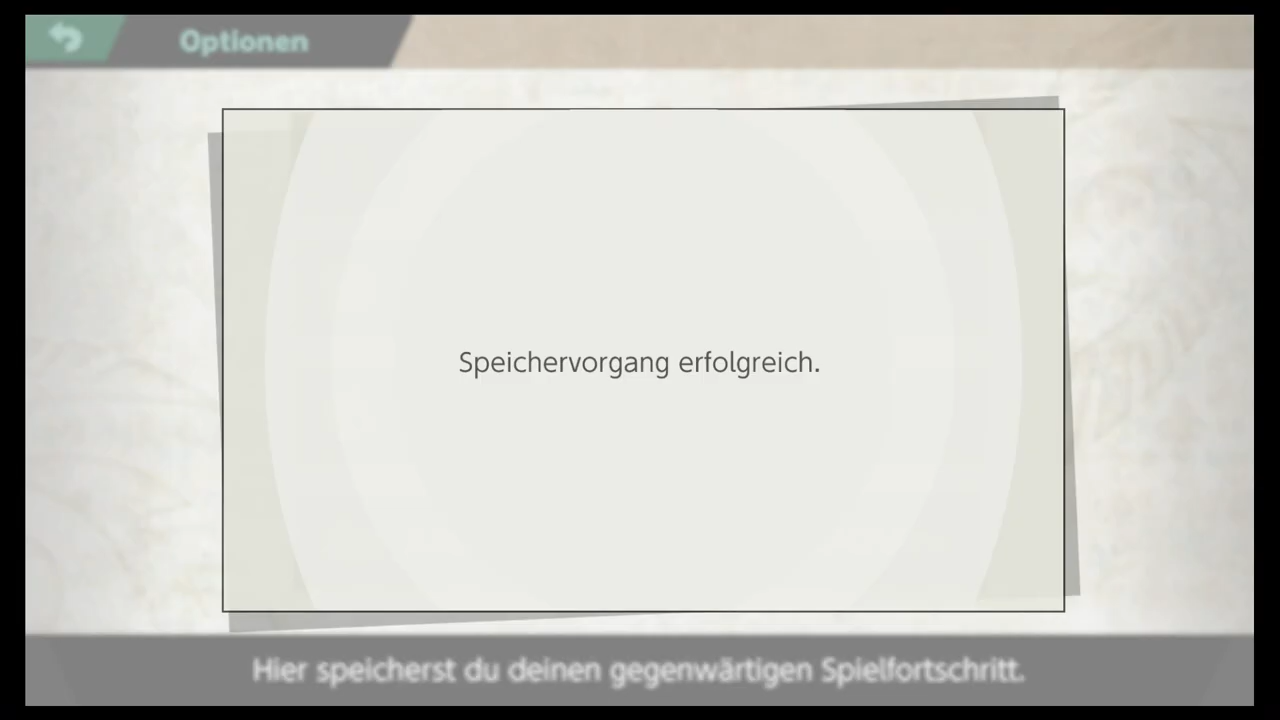 Optionen
Speichervorgang erfolgreich.
Hier speicherst du deinen gegenwärtigen Spielfortschritt.